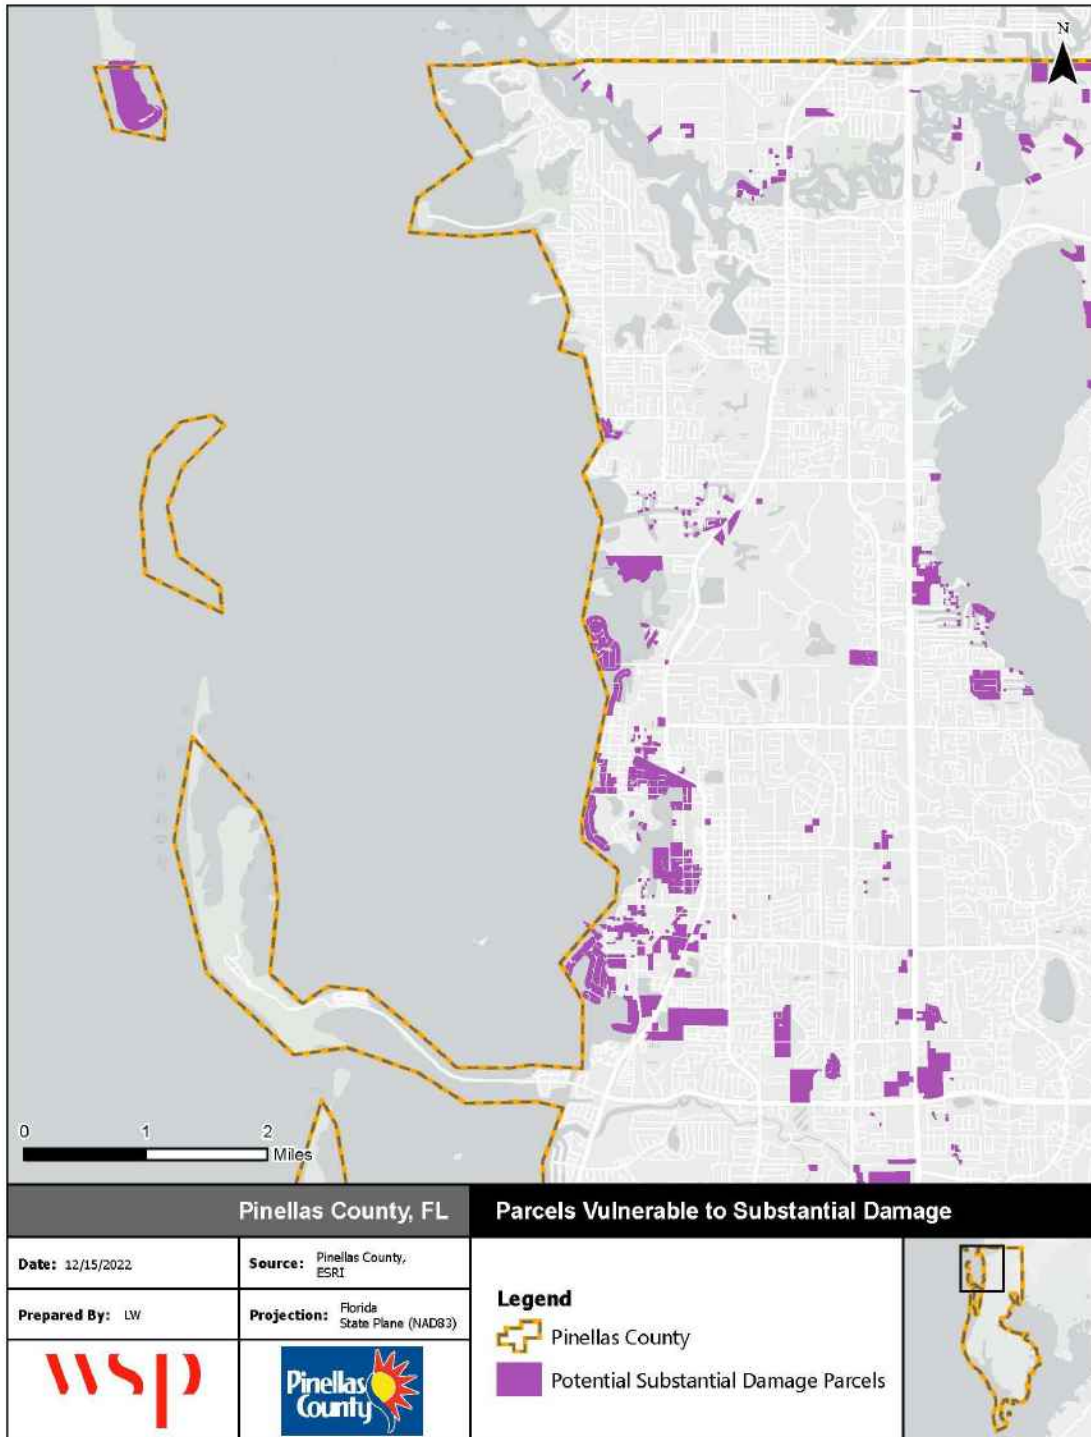 N
0 1 2
Miles
Pinellas County, FL
Parcels Vulnerable to Substantial Damage
Date: 12/15/2022
Source: Pinellas County,
ESRI
Prepared By: LW
Projection: Florida
State Plane (NAD83)
wsp
Pinellas
County
Legend
Pinellas County
Potential Substantial Damage Parcels